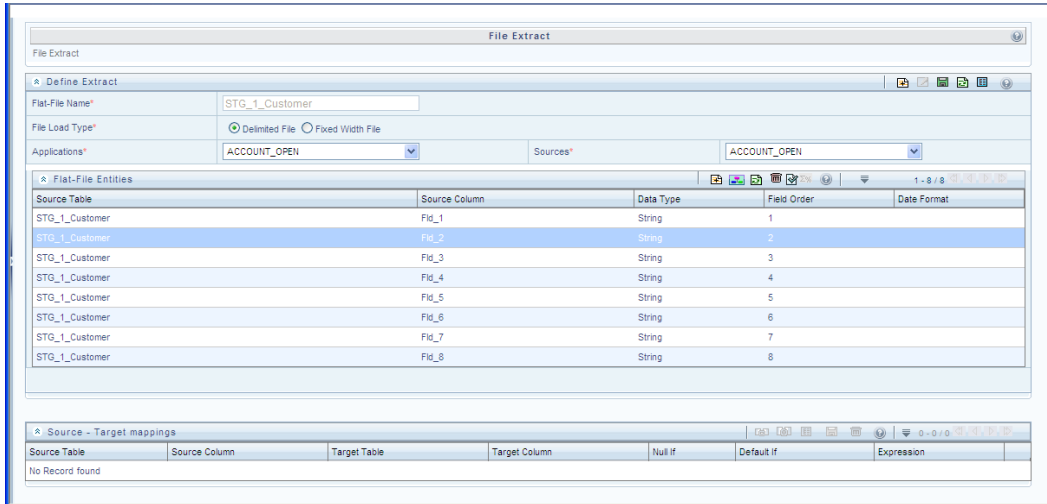 File Extract
File Extract
Define Extract
Flat-File Name*
STG_1_Customer
File Load Type*
Delimited File Fixed Width File
Applications* ACCOUNT_OPEN Sources* ACCOUNT_OPEN
Flat-File Entities 1 - 8 / 8
Source Table Source Column Data Type Field Order Date Format
STG_1_Customer Fld_1 String 1
STG_1_Customer Fld_2 String 2
STG_1_Customer Fld_3 String 3
STG_1_Customer Fld_4 String 4
STG_1_Customer Fld_5 String 5
STG_1_Customer Fld_6 String 6
STG_1_Customer Fld_7 String 7
STG_1_Customer Fld_8 String 8
Source - Target mappings 0 - 0 / 0
Source Table Source Column Target Table Target Column Null If Default If Expression
No Record found